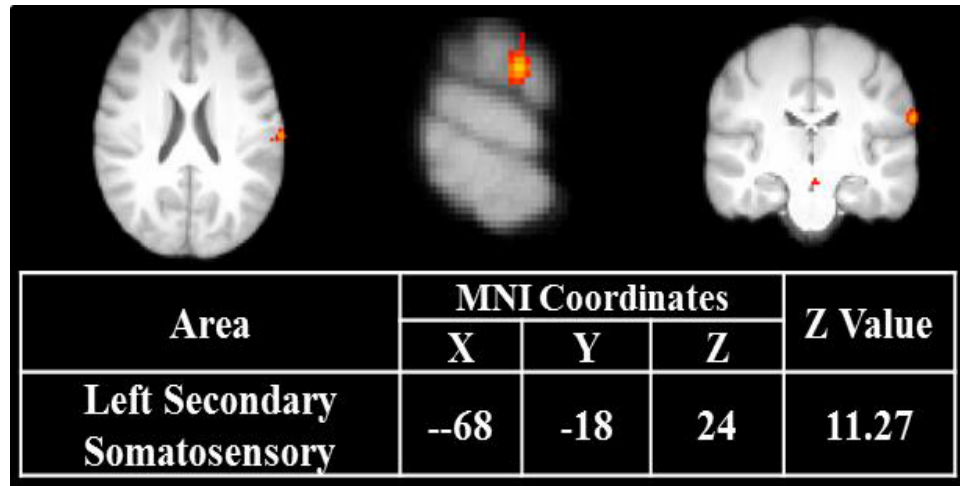 Area
MNI Coordinates
Z Value
X Y Z
Left Secondary
Somatosensory
--68 -18 24 11.27